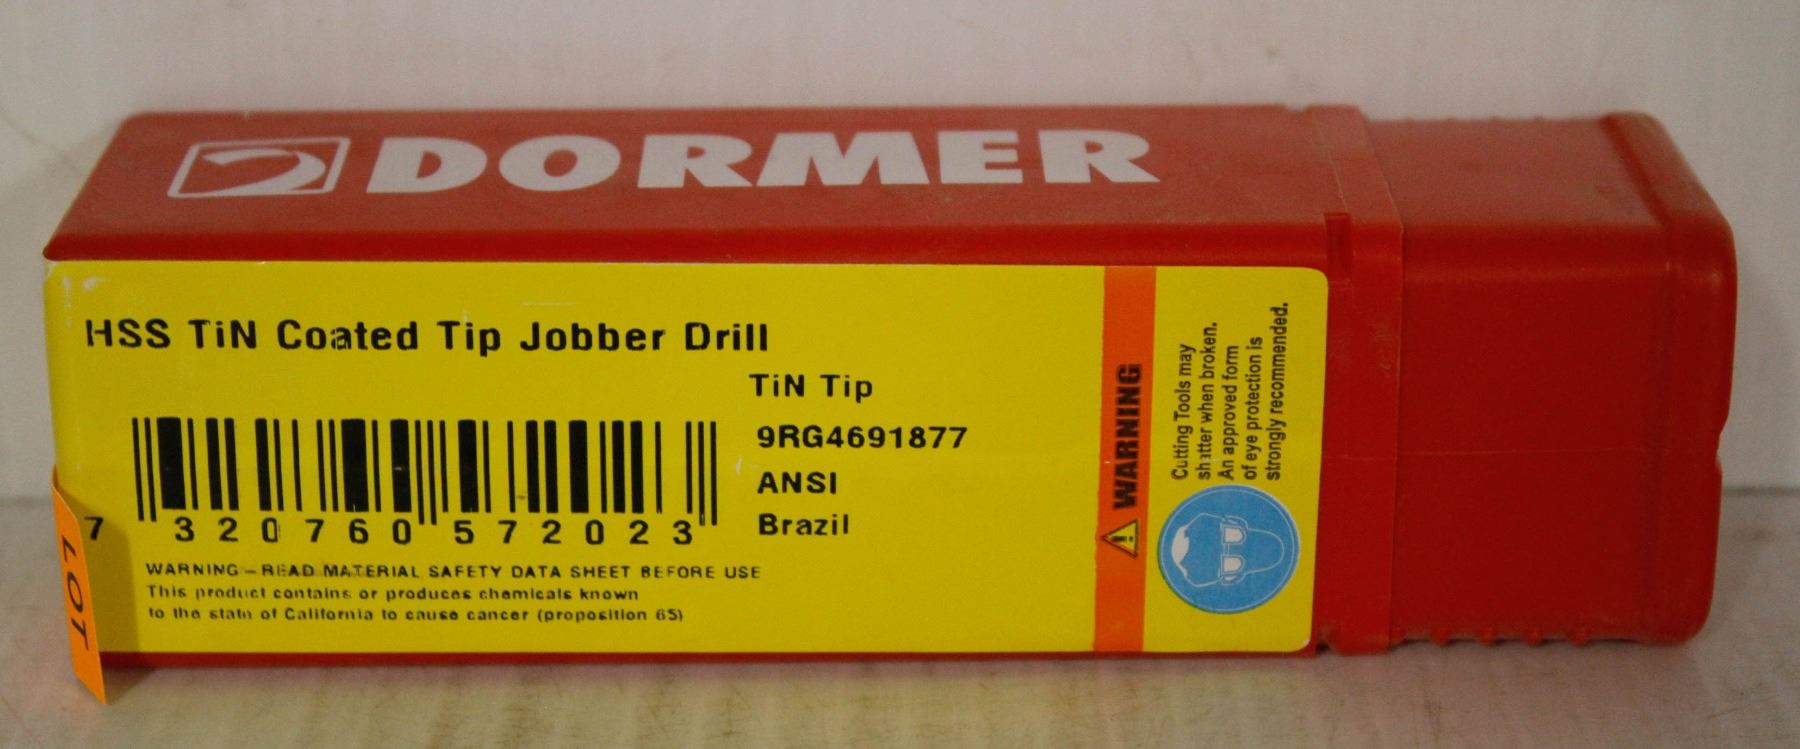 DORMER
HSS TiN Coated Tip Jobber Drill
TiN Tip
9RG4691877
ANSI
Brazil
7 320760 572023
WARNING – READ MATERIAL SAFETY DATA SHEET BEFORE USE
This product contains or produces chemicals known
to the state of California to cause cancer (proposition 65)
LOT
WARNING
Cutting Tools may
shatter when broken.
An approved form
of eye protection is
strongly recommended.